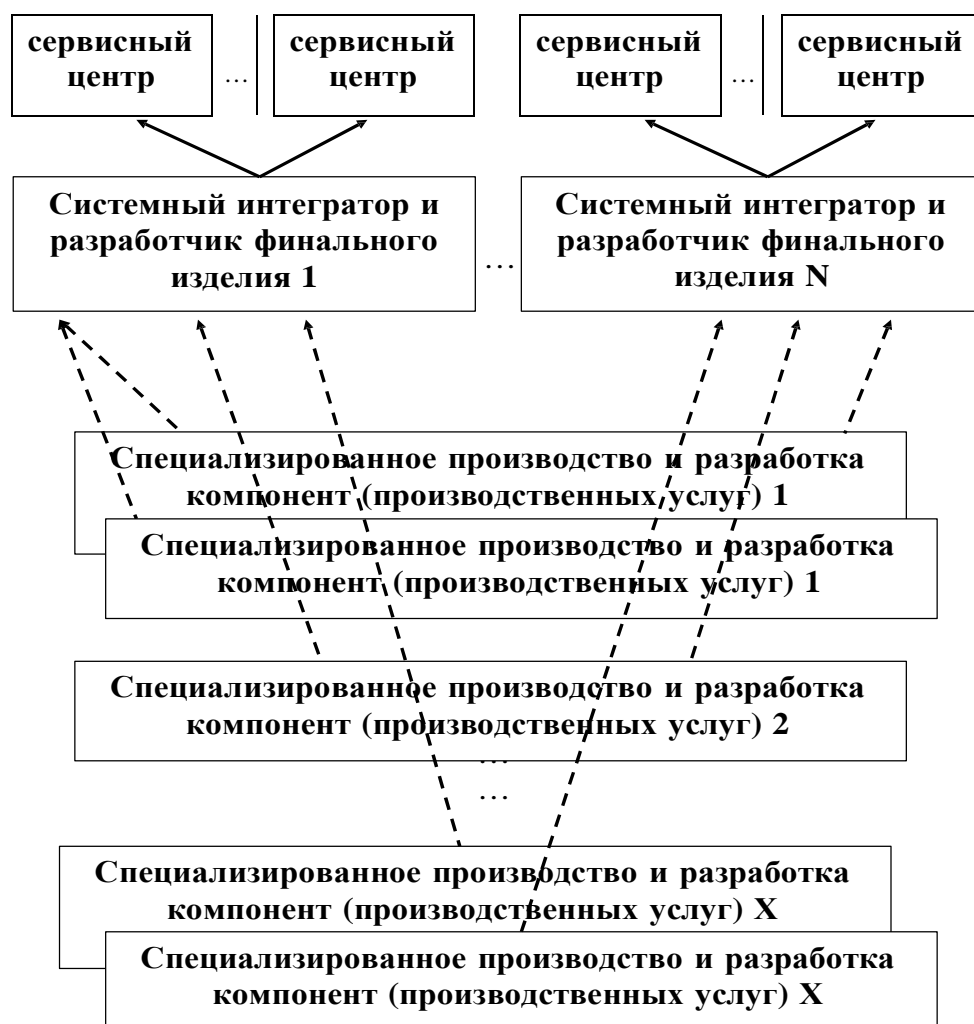 сервисный
центр
...
сервисный
центр
сервисный
центр
...
сервисный
центр
Системный интегратор и
разработчик финального
изделия 1
...
Системный интегратор и
разработчик финального
изделия N
Специализированное производство и разработка
компонент (производственных услуг) 1
Специализированное производство и разработка
компонент (производственных услуг) 1
Специализированное производство и разработка
компонент (производственных услуг) 2
...
...
Специализированное производство и разработка
компонент (производственных услуг) X
Специализированное производство и разработка
компонент (производственных услуг) X